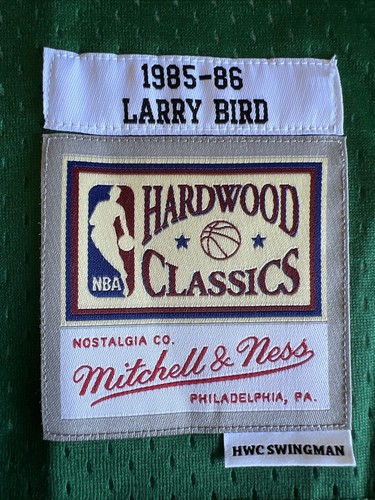 1985-86
LARRY BIRD
HARDWOOD
NBA
CLASSICS
NOSTALGIA CO.
Mitchell & Ness
PHILADELPHIA, PA.
HWC SWINGMAN